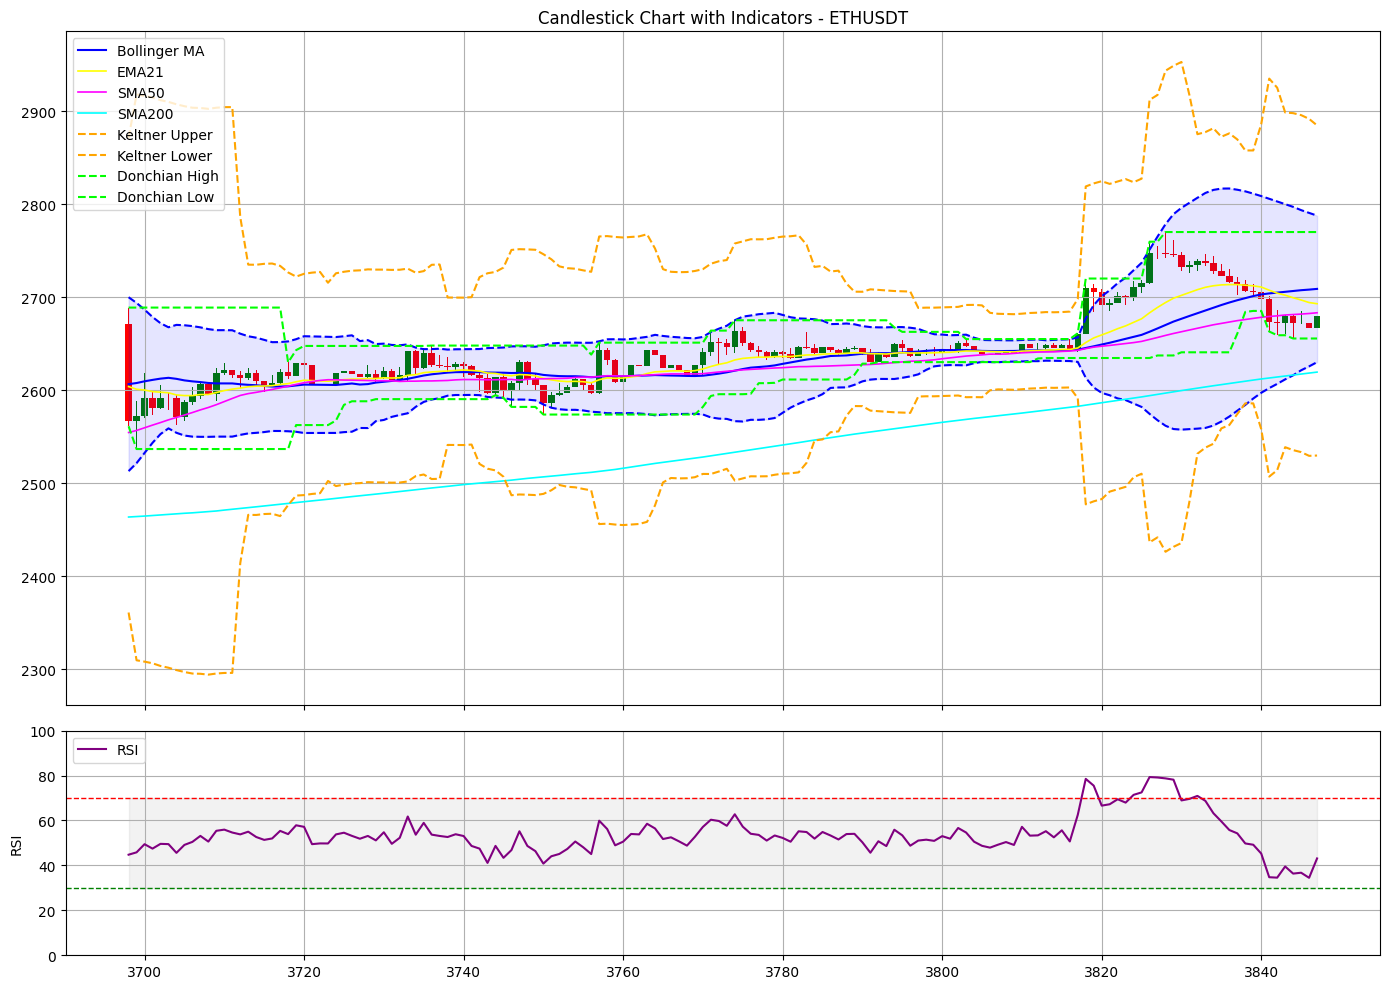 Candlestick Chart with Indicators - ETHUSDT
Bollinger MA
EMA21
SMA50
SMA200
Keltner Upper
Keltner Lower
Donchian High
Donchian Low
2900
2800
2700
2600
2500
2400
2300
RSI
100
80
60
40
20
0
RSI
3700
3720
3740
3760
3780
3800
3820
3840